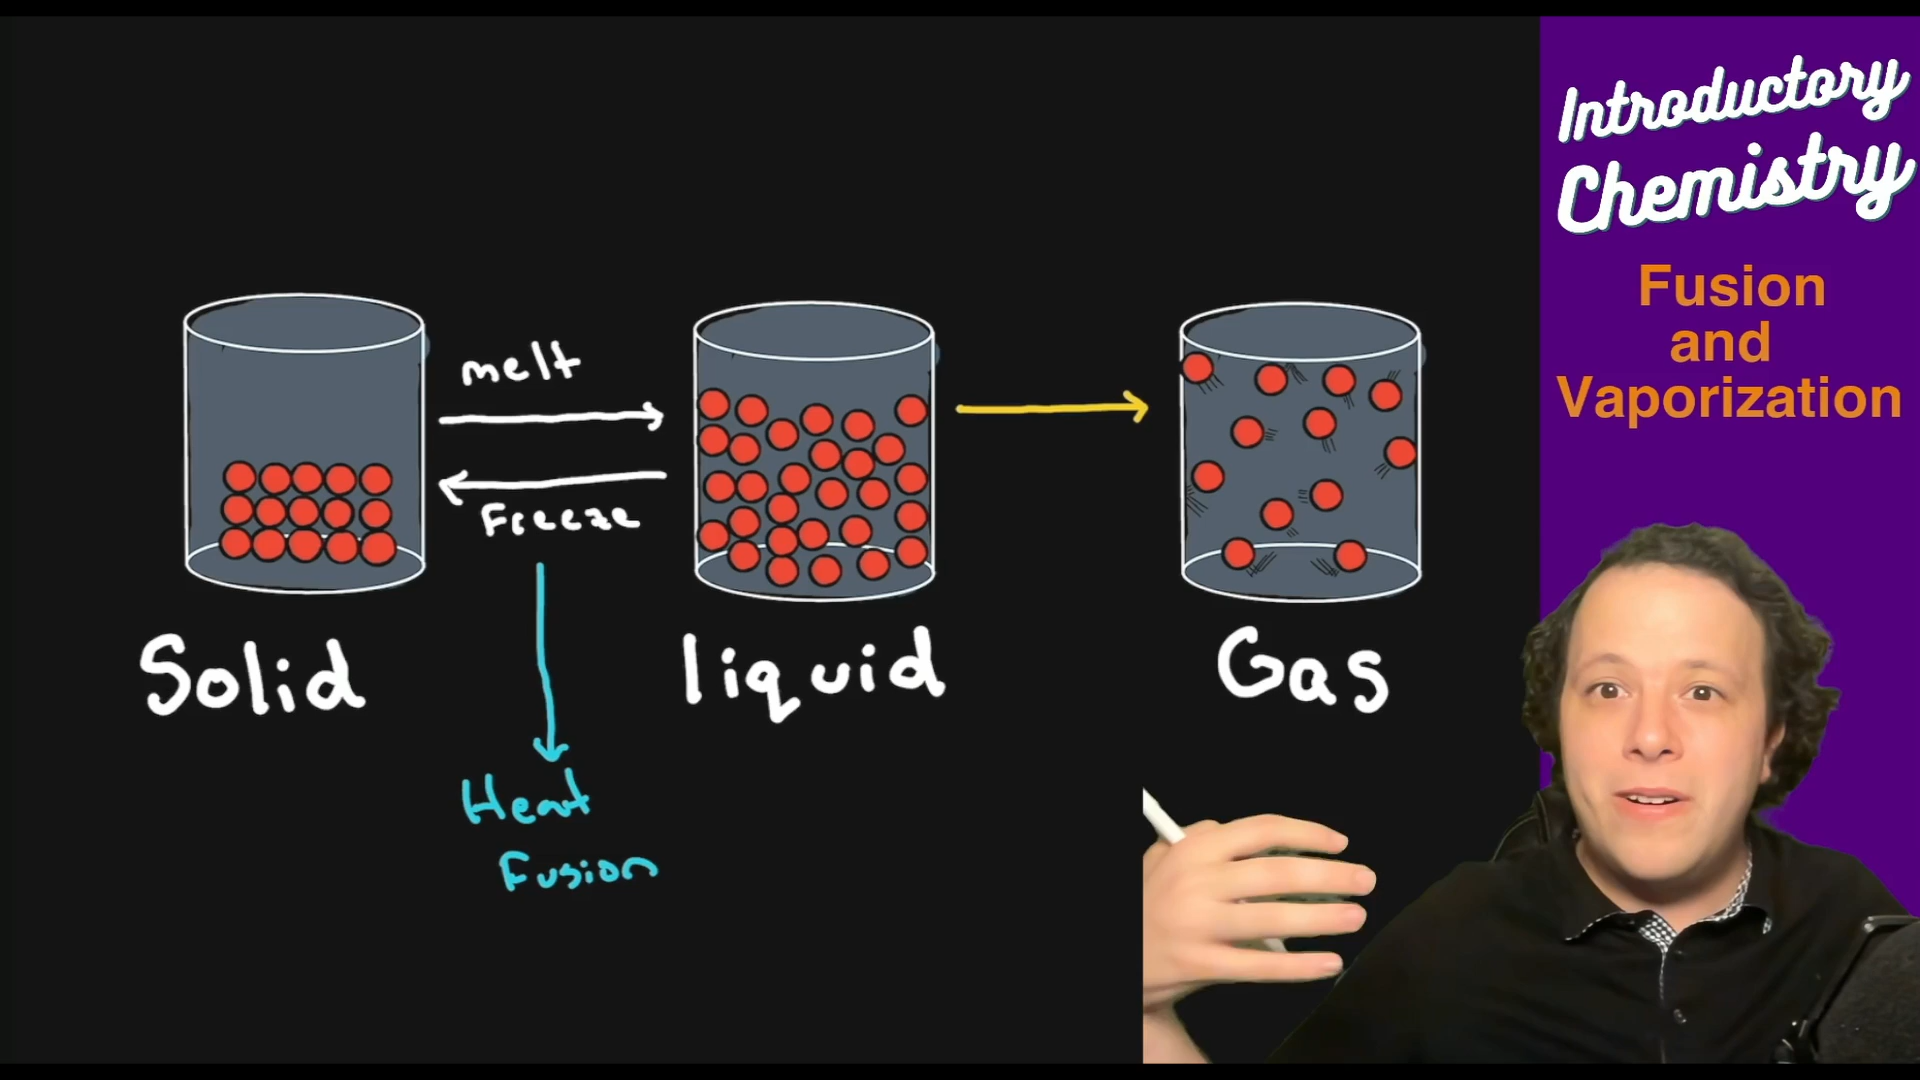 Introductory
Chemistry
Fusion
and
Vaporization
melt
Freeze
Solid
liquid
Gas
Heat
Fusion